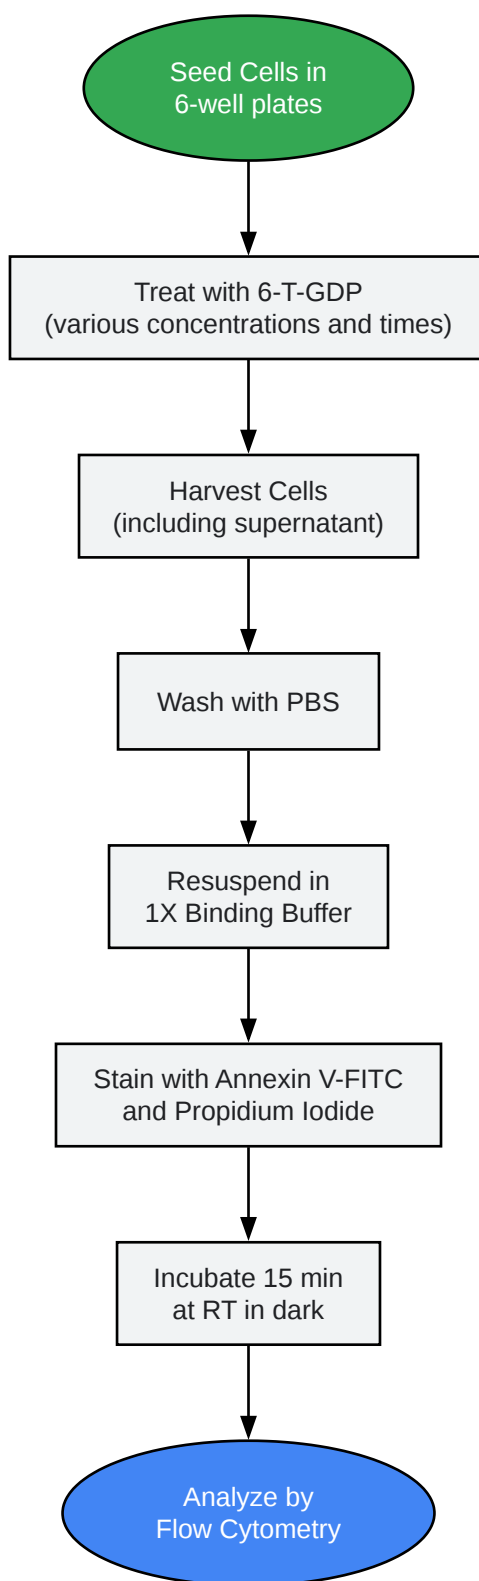 Seed Cells in
6-well plates
Treat with 6-T-GDP
(various concentrations and times)
Harvest Cells
(including supernatant)
Wash with PBS
Resuspend in
1X Binding Buffer
Stain with Annexin V-FITC
and Propidium Iodide
Incubate 15 min
at RT in dark
Analyze by
Flow Cytometry